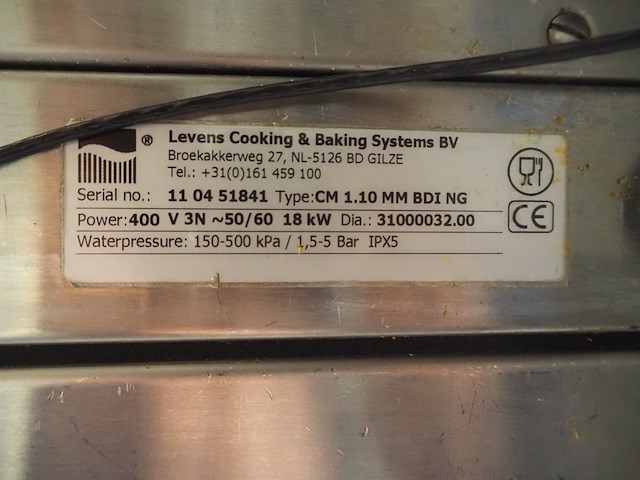 ® Levens Cooking & Baking Systems BV
Broekakkerweg 27, NL-5126 BD GILZE
Tel.: +31(0)161 459 100
Serial no.: 11 04 51841 Type:CM 1.10 MM BDI NG
Power:400 V 3N ~50/60 18 kW Dia.: 31000032.00
CE
Waterpressure: 150-500 kPa / 1,5-5 Bar IPX5